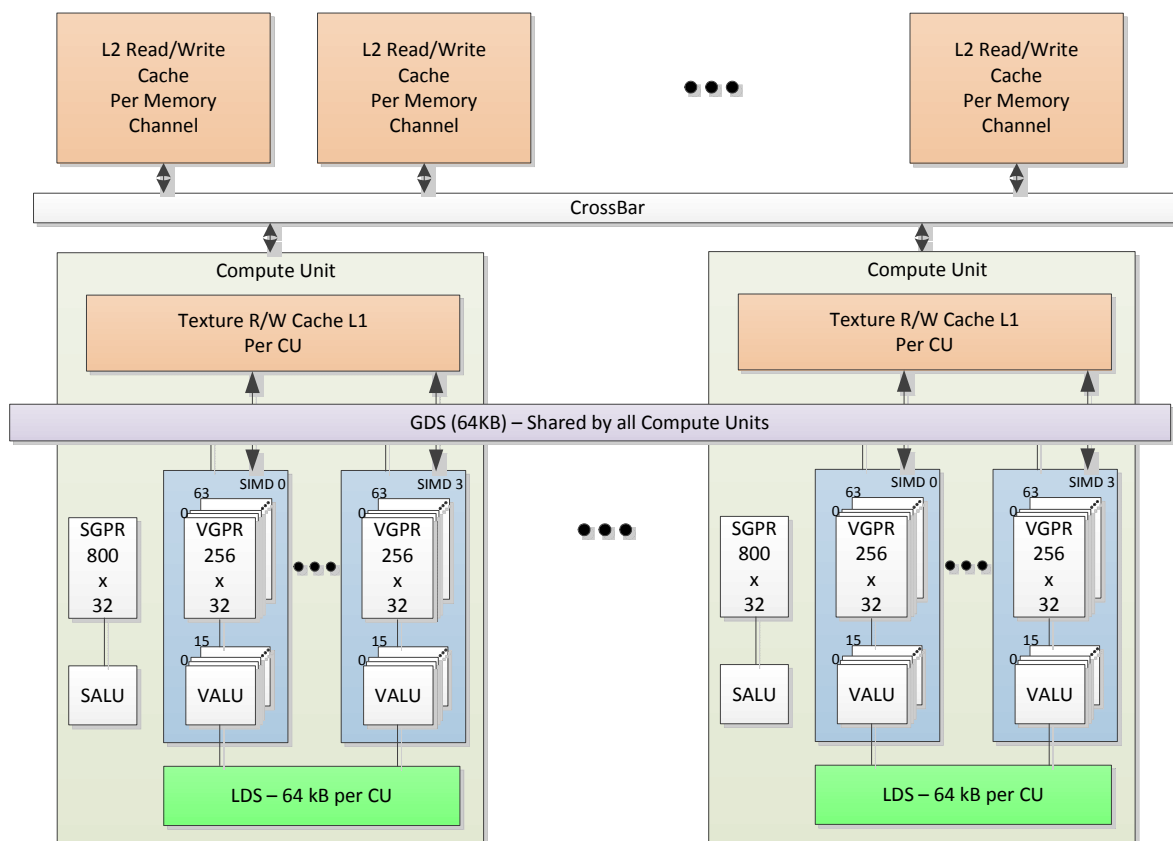 L2 Read/Write
Cache
Per Memory
Channel
L2 Read/Write
Cache
Per Memory
Channel
L2 Read/Write
Cache
Per Memory
Channel
CrossBar
Compute Unit
Texture R/W Cache L1
Per CU
Compute Unit
Texture R/W Cache L1
Per CU
GDS (64KB) – Shared by all Compute Units
SGPR
800
x
32
SALU
SIMD 0
63
0
VGPR
256
x
32
15
0
VALU
SIMD 3
63
0
VGPR
256
x
32
15
0
VALU
LDS – 64 kB per CU
SGPR
800
x
32
SALU
SIMD 0
63
0
VGPR
256
x
32
15
0
VALU
SIMD 3
63
0
VGPR
256
x
32
15
0
VALU
LDS – 64 kB per CU